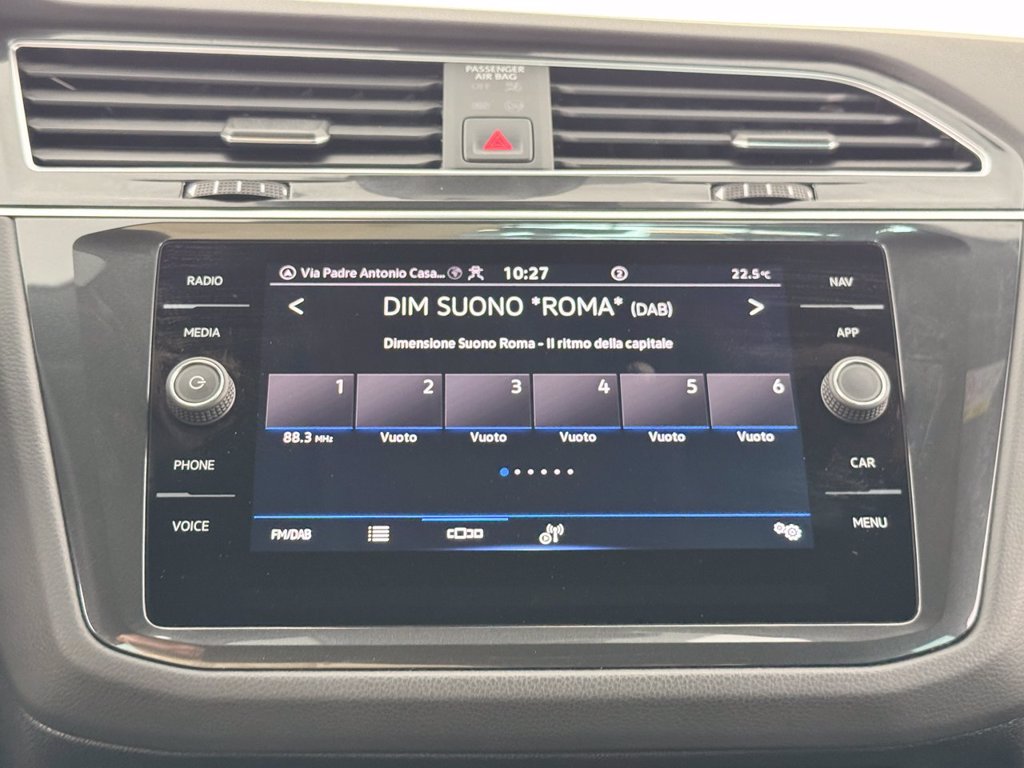 PASSENGER
AIR BAG
OFF
RADIO
MEDIA
PHONE
VOICE
Via Padre Antonio Casa... 10:27 2 22.5°C
< DIM SUONO *ROMA* (DAB) >
Dimensione Suono Roma - Il ritmo della capitale
1 2 3 4 5 6
88.3 MHz Vuoto Vuoto Vuoto Vuoto Vuoto
FM/DAB
NAV
APP
CAR
MENU